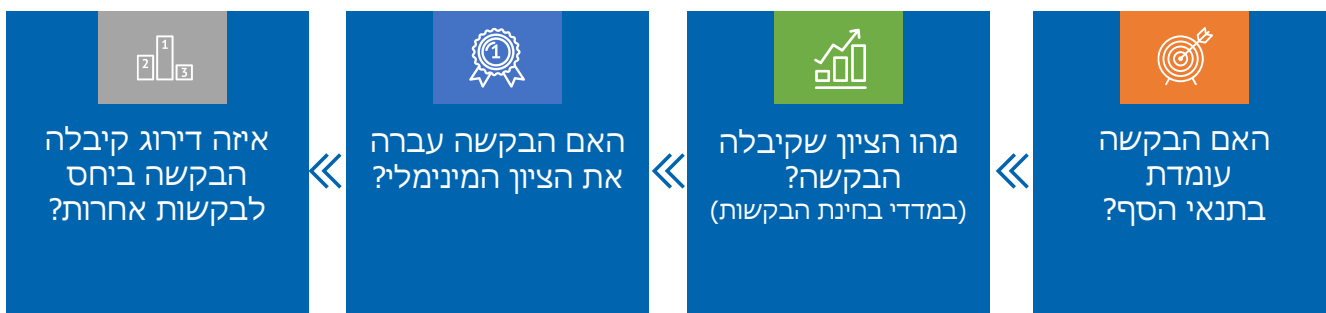 האם הבקשה
עומדת
בתנאי הסף?
מהו הציון שקיבלה
הבקשה?
(במדדי בחינת הבקשות)
1
האם הבקשה עברה
את הציון המינימלי?
1
2
3
איזה דירוג קיבלה
הבקשה ביחס
לבקשות אחרות?